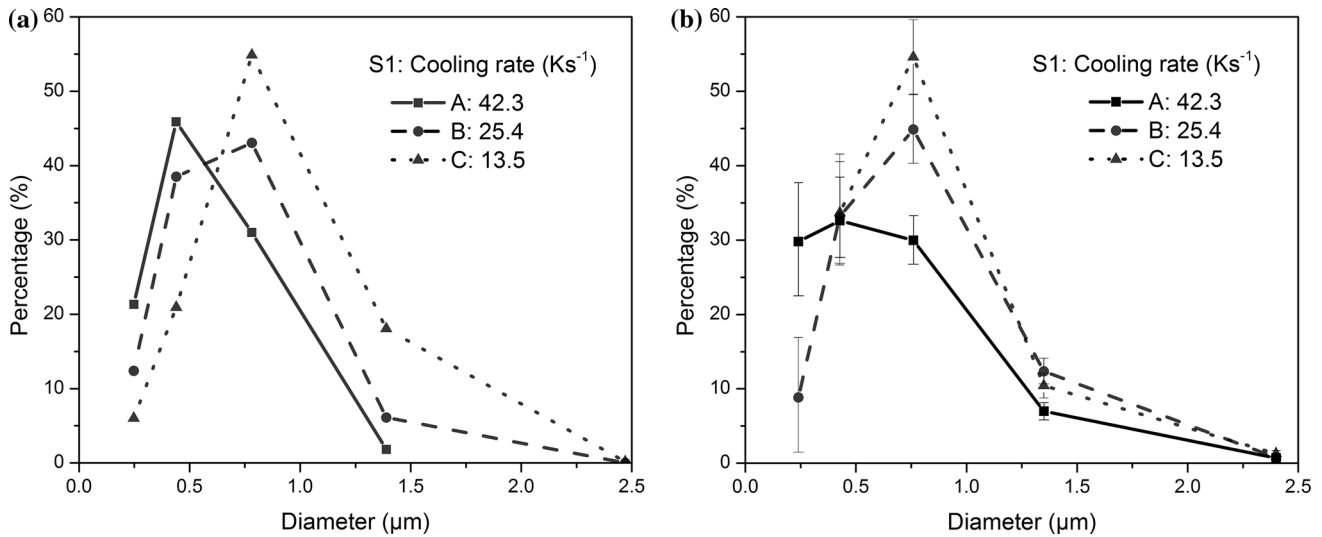 (a)
60
50
40
30
20
10
0
Percentage (%)
S1: Cooling rate (Ks⁻¹)
A: 42.3
B: 25.4
C: 13.5
0.0 0.5 1.0 1.5 2.0 2.5
Diameter (µm)
(b)
60
50
40
30
20
10
0
Percentage (%)
S1: Cooling rate (Ks⁻¹)
A: 42.3
B: 25.4
C: 13.5
0.0 0.5 1.0 1.5 2.0 2.5
Diameter (µm)